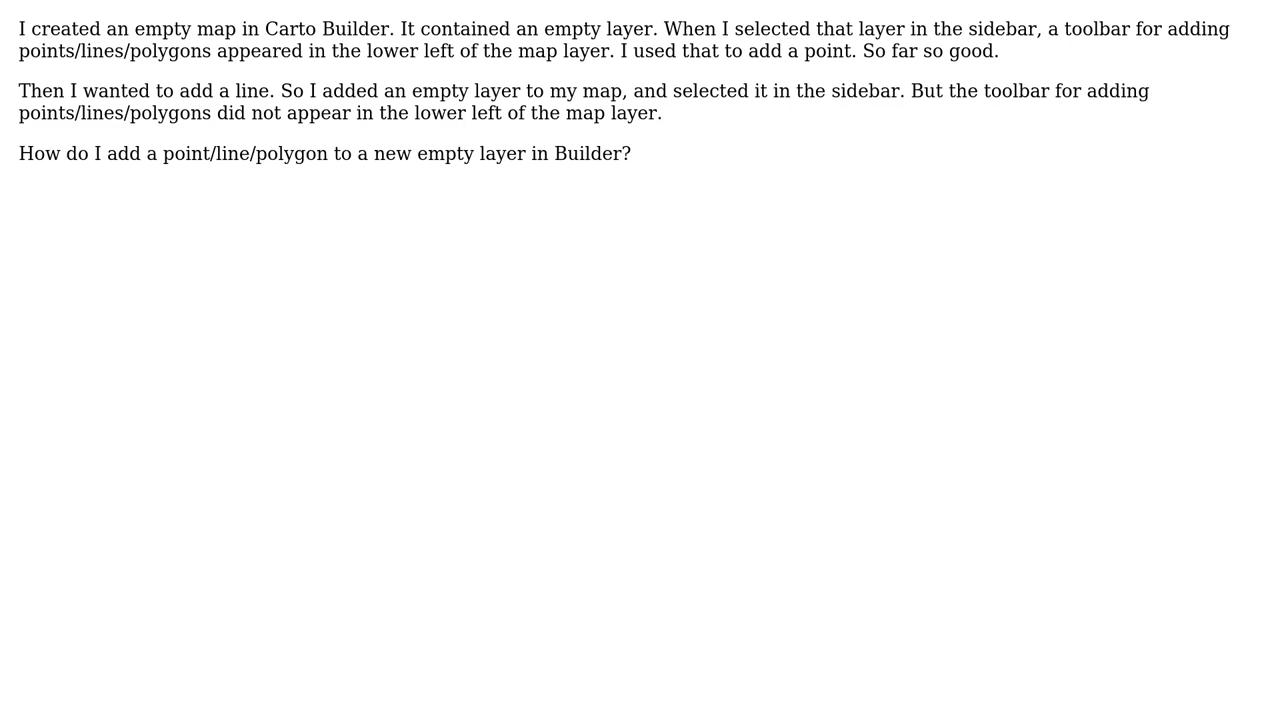 I created an empty map in Carto Builder. It contained an empty layer. When I selected that layer in the sidebar, a toolbar for adding
points/lines/polygons appeared in the lower left of the map layer. I used that to add a point. So far so good.
Then I wanted to add a line. So I added an empty layer to my map, and selected it in the sidebar. But the toolbar for adding
points/lines/polygons did not appear in the lower left of the map layer.
How do I add a point/line/polygon to a new empty layer in Builder?